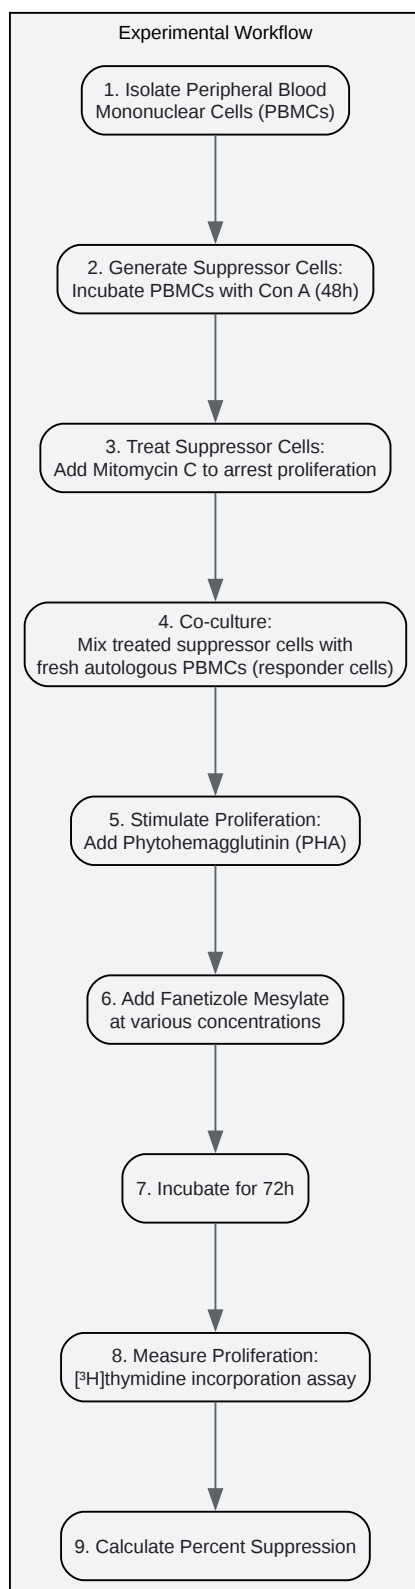 Experimental Workflow
1. Isolate Peripheral Blood
Mononuclear Cells (PBMCs)
2. Generate Suppressor Cells:
Incubate PBMCs with Con A (48h)
3. Treat Suppressor Cells:
Add Mitomycin C to arrest proliferation
4. Co-culture:
Mix treated suppressor cells with
fresh autologous PBMCs (responder cells)
5. Stimulate Proliferation:
Add Phytohemagglutinin (PHA)
6. Add Fanetizole Mesylate
at various concentrations
7. Incubate for 72h
8. Measure Proliferation:
[³H]thymidine incorporation assay
9. Calculate Percent Suppression